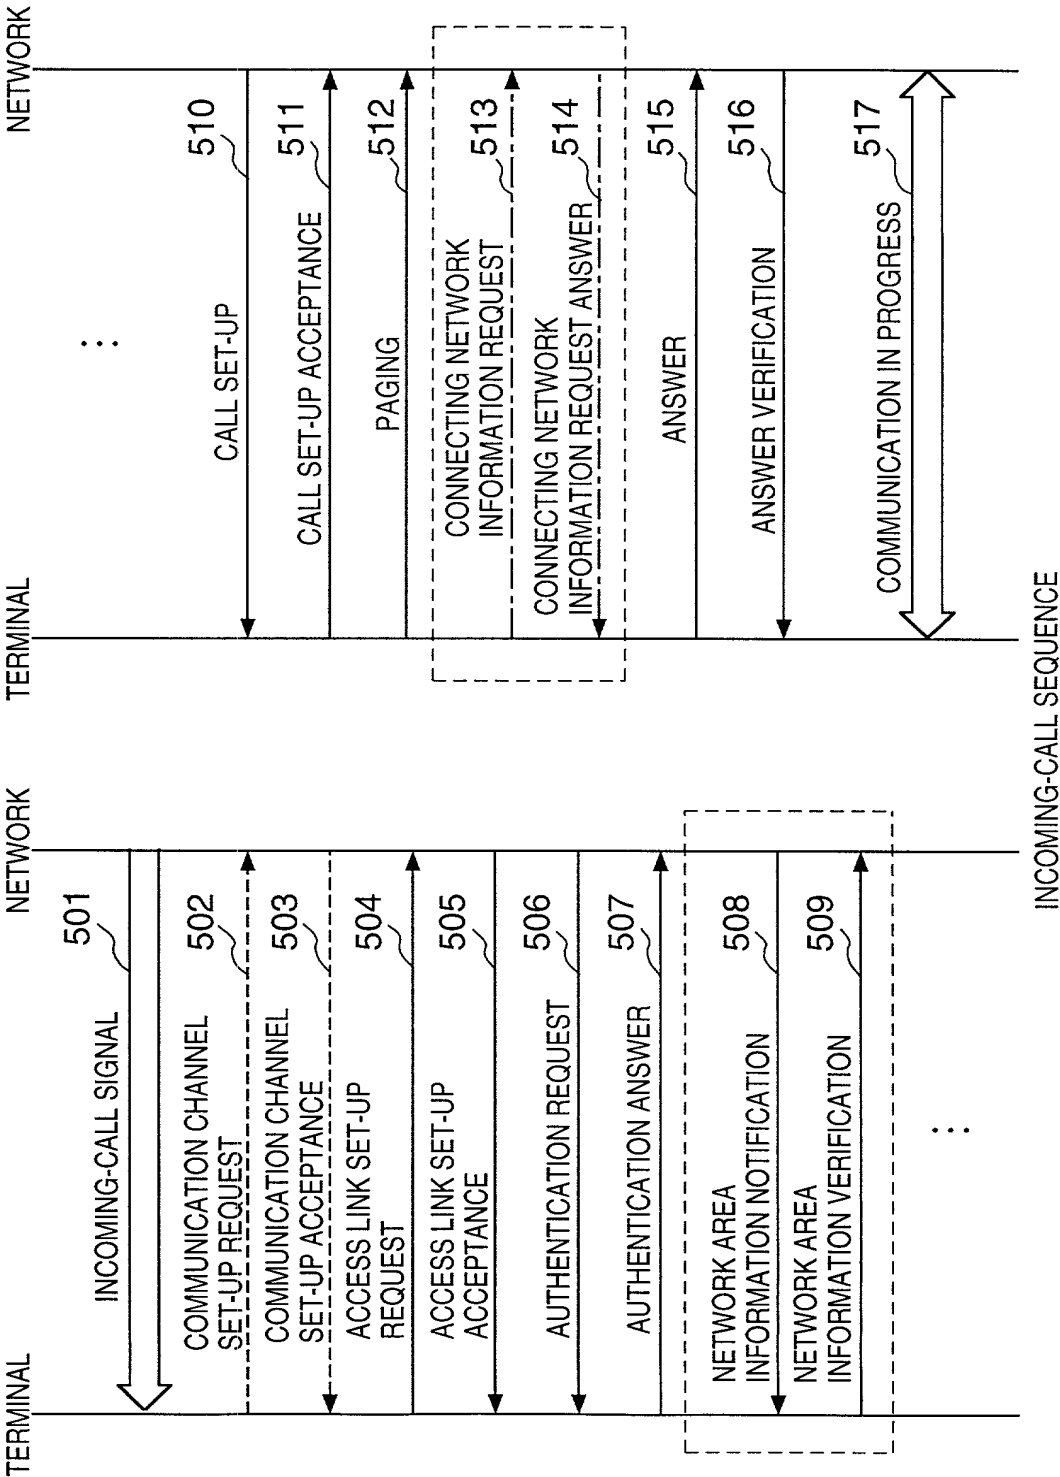 TERMINAL
NETWORK
INCOMING-CALL SIGNAL
501
COMMUNICATION CHANNEL
SET-UP REQUEST
502
COMMUNICATION CHANNEL
SET-UP ACCEPTANCE
503
ACCESS LINK SET-UP
REQUEST
504
ACCESS LINK SET-UP
ACCEPTANCE
505
AUTHENTICATION REQUEST
506
AUTHENTICATION ANSWER
507
NETWORK AREA
INFORMATION NOTIFICATION
508
NETWORK AREA
INFORMATION VERIFICATION
509
...
TERMINAL
NETWORK
...
CALL SET-UP
510
CALL SET-UP ACCEPTANCE
511
PAGING
512
CONNECTING NETWORK
INFORMATION REQUEST
513
CONNECTING NETWORK
INFORMATION REQUEST ANSWER
514
ANSWER
515
ANSWER VERIFICATION
516
COMMUNICATION IN PROGRESS
517
INCOMING-CALL SEQUENCE